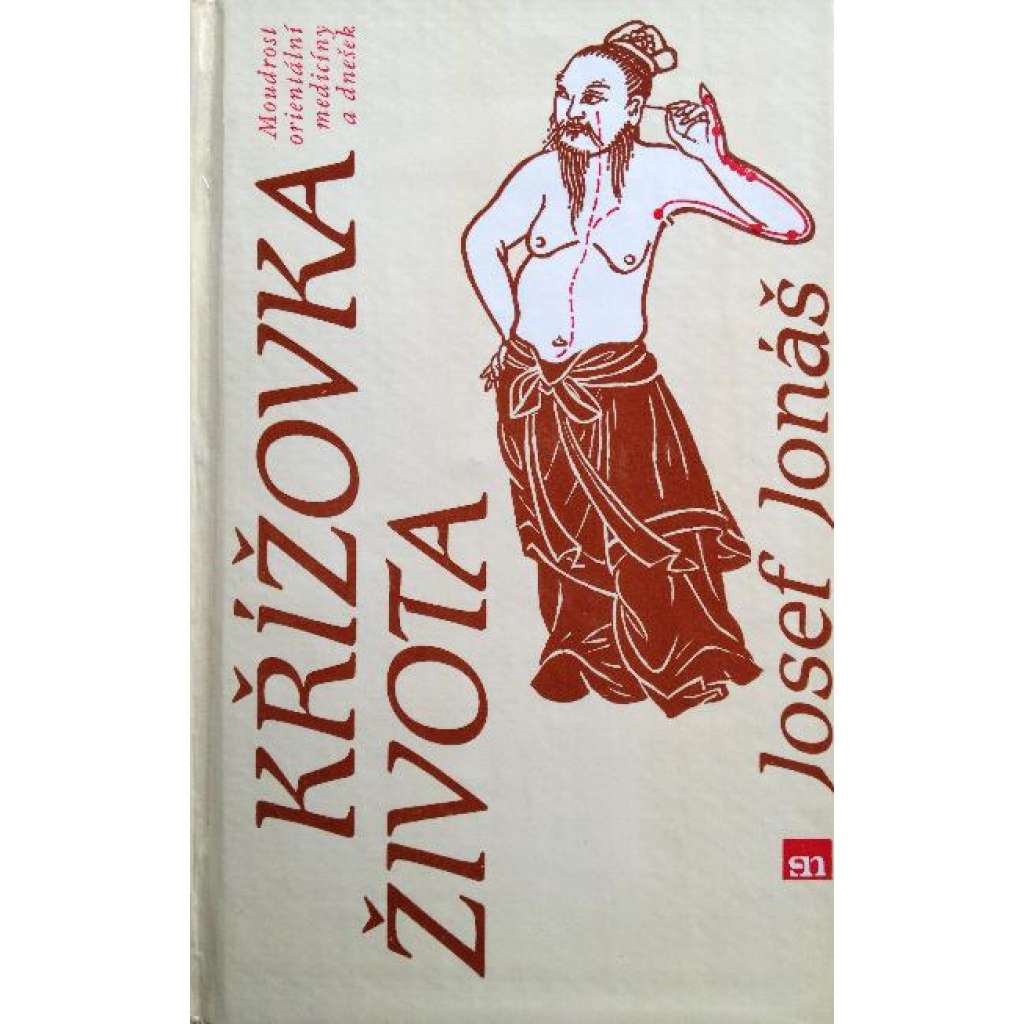 Moudrost
orientální
medicíny
a dnešek
KŘÍŽOVKA
ŽIVOTA
Josef Jonáš